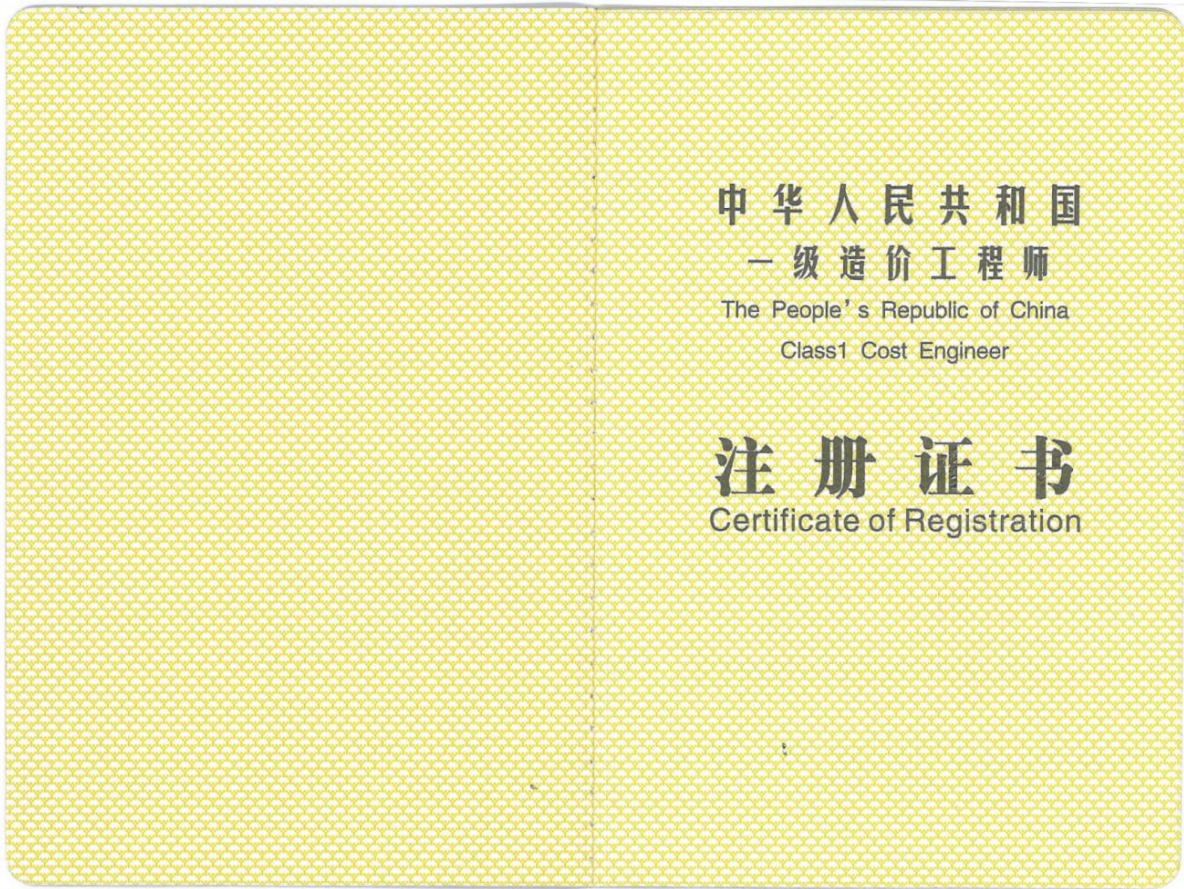 中华人民共和国
一级造价工程师
The People's Republic of China
Class1 Cost Engineer
注册证书
Certificate of Registration